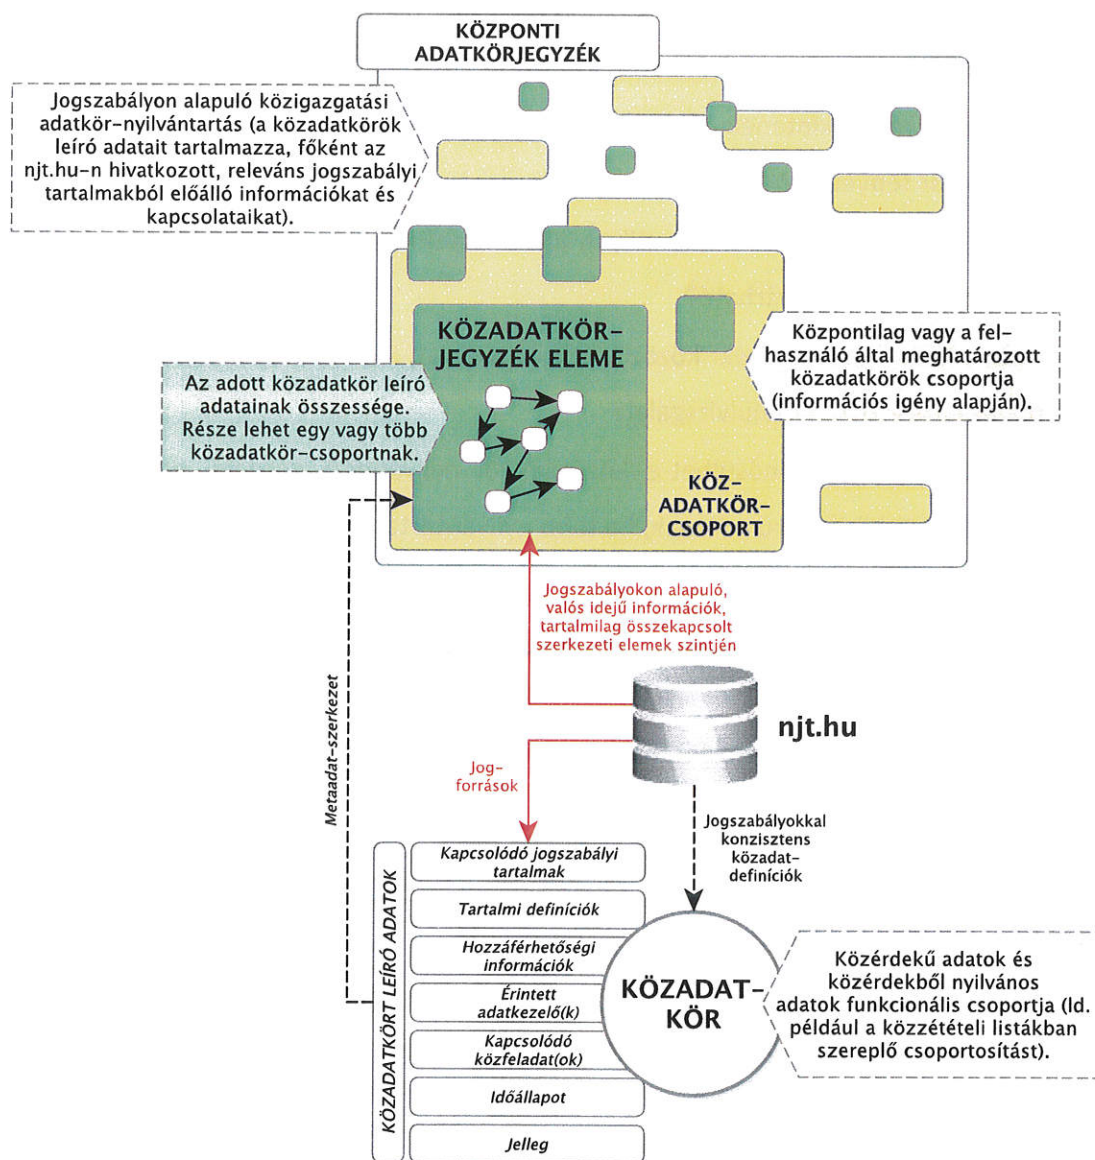 KÖZPONTI
ADATKÖRJEGYZÉK
Jogszabályon alapuló közigazgatási
adatkör-nyilvántartás (a közadatkörök
leíró adatait tartalmazza, főként az
njt.hu-n hivatkozott, releváns jogszabályi
tartalmakból előálló információkat és
kapcsolataikat).
KÖZADATKÖR-
JEGYZÉK ELEME
Központilag vagy a fel-
használó által meghatározott
közadatkörök csoportja
(információs igény alapján).
Az adott közadatkör leíró
adatainak összessége.
Része lehet egy vagy több
közadatkör-csoportnak.
KÖZ-
ADATKÖR-
CSOPORT
Jogszabályokon alapuló,
valós idejű információk,
tartalmilag összekapcsolt
szerkezeti elemek szintjén
Metaadat-szerkezet
njt.hu
Jog-
források
Jogszabályokkal
konzisztens
közadat-
definíciók
KÖZADATKÖRT LEÍRÓ ADATOK
Kapcsolódó jogszabályi
tartalmak
Tartalmi definíciók
Hozzáférhetőségi
információk
Érintett
adatkezelő(k)
Kapcsolódó
közfeladat(ok)
Időállapot
Jelleg
KÖZADAT-
KÖR
Közérdekű adatok és
közérdekből nyilvános
adatok funkcionális csoportja (ld.
például a közzétételi listákban
szereplő csoportosítást).